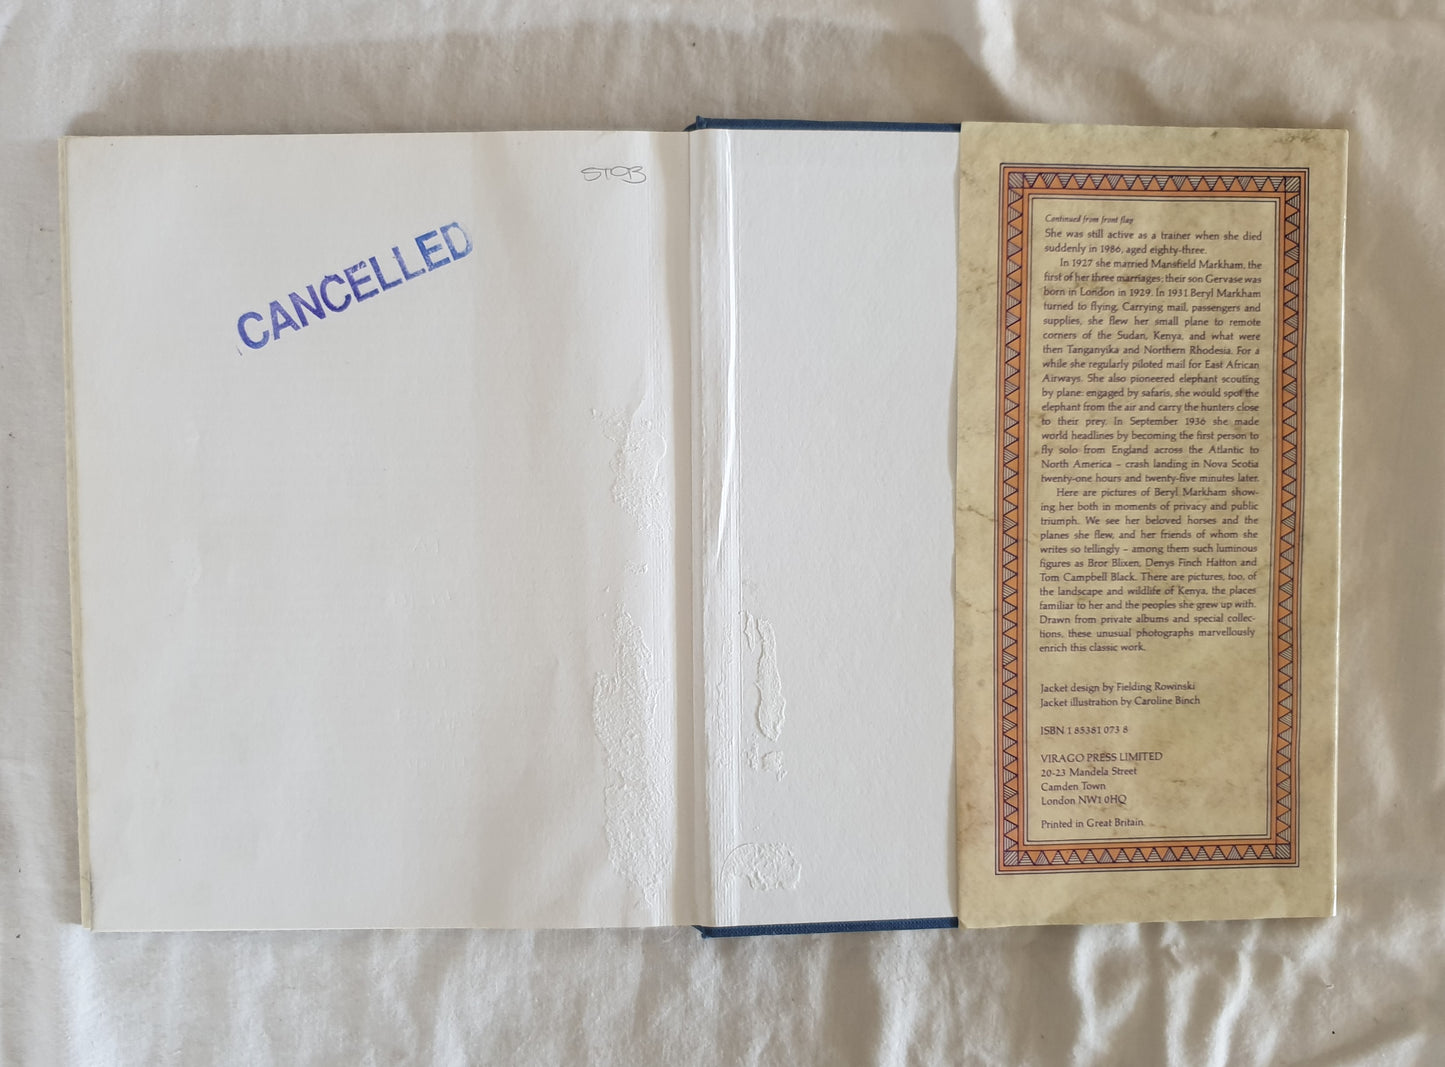 STOB
CANCELLED
Continued from front flap
She was still active as a trainer when she died
suddenly in 1986, aged eighty-three.
In 1927 she married Mansfield Markham, the
first of her three marriages; their son Gervase was
born in London in 1929. In 1931 Beryl Markham
turned to flying. Carrying mail, passengers and
supplies, she flew her small plane to remote
corners of the Sudan, Kenya, and what were
then Tanganyika and Northern Rhodesia. For a
while she regularly piloted mail for East African
Airways. She also pioneered elephant scouting
by plane: engaged by safaris, she would spot the
elephant from the air and carry the hunters close
to their prey. In September 1936 she made
world headlines by becoming the first person to
fly solo from England across the Atlantic to
North America – crash landing in Nova Scotia
twenty-one hours and twenty-five minutes later.
Here are pictures of Beryl Markham show-
ing her both in moments of privacy and public
triumph. We see her beloved horses and the
planes she flew, and her friends of whom she
writes so tellingly – among them such luminous
figures as Bror Blixen, Denys Finch Hatton and
Tom Campbell Black. There are pictures, too, of
the landscape and wildlife of Kenya, the places
familiar to her and the peoples she grew up with.
Drawn from private albums and special collec-
tions, these unusual photographs marvellously
enrich this classic work.
Jacket design by Fielding Rowinski
Jacket illustration by Caroline Binch
ISBN 1 85381 073 8
VIRAGO PRESS LIMITED
20-23 Mandela Street
Camden Town
London NW1 0HQ
Printed in Great Britain.